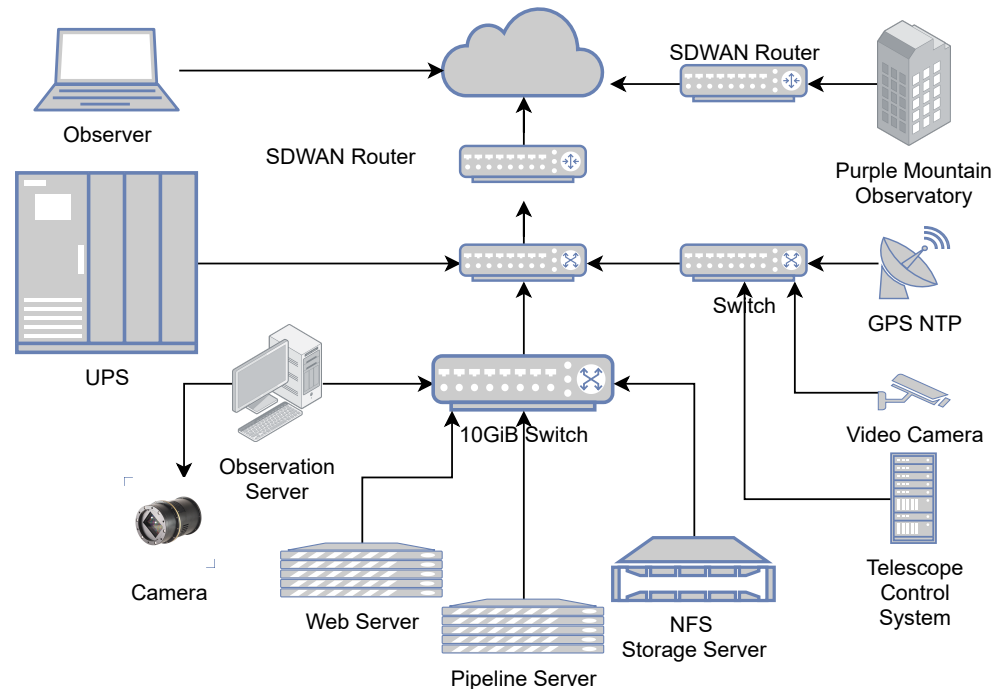 SDWAN Router
Observer
SDWAN Router
Purple Mountain
Observatory
Switch
GPS NTP
UPS
10GiB Switch
Video Camera
Observation
Server
Camera
Web Server
Telescope
Control
System
NFS
Storage Server
Pipeline Server